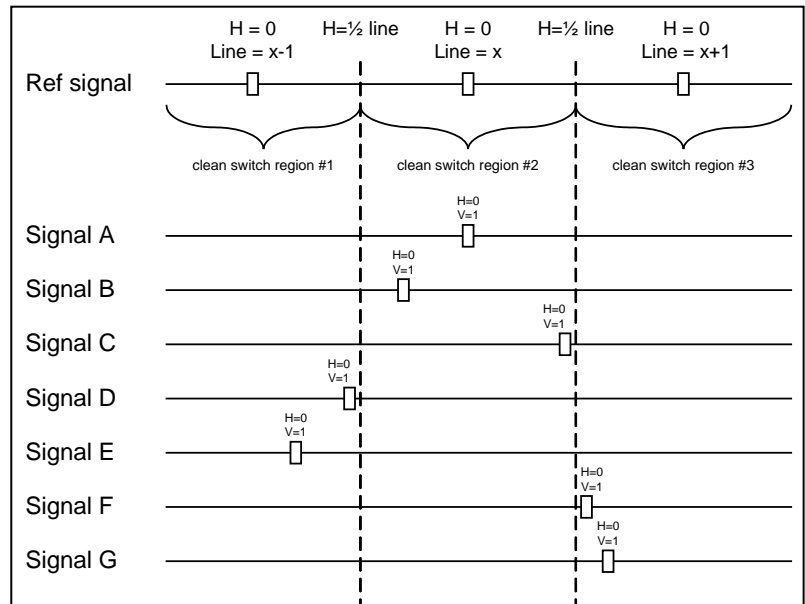 H = 0 H=½ line H = 0 H=½ line H = 0
Line = x-1 Line = x Line = x+1
Ref signal
clean switch region #1 clean switch region #2 clean switch region #3
H=0
V=1
Signal A
H=0
V=1
Signal B
H=0
V=1
Signal C
H=0
V=1
Signal D
H=0
V=1
Signal E
H=0
V=1
Signal F
H=0
V=1
Signal G